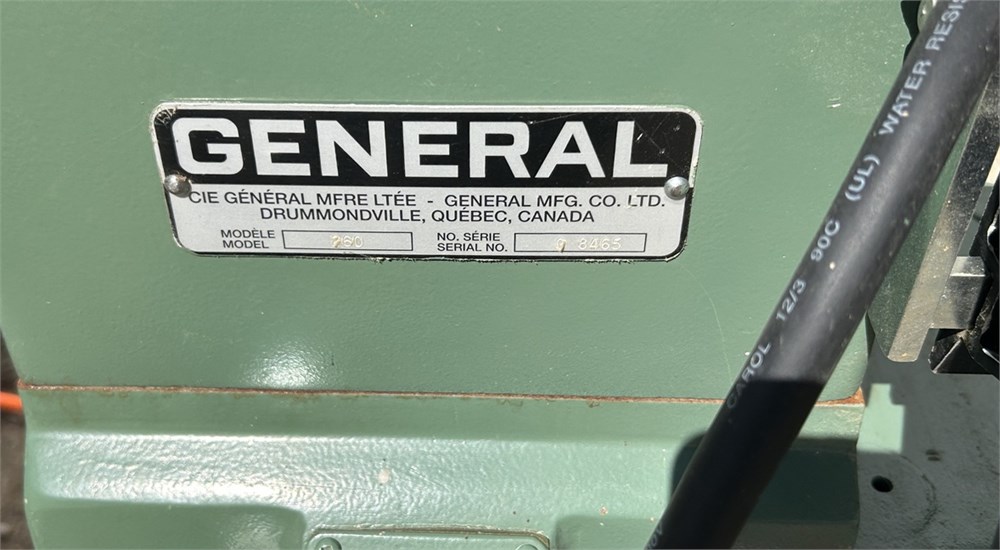 GENERAL
CIE GÉNÉRAL MFRE LTÉE - GENERAL MFG. CO. LTD.
DRUMMONDVILLE, QUÉBEC, CANADA
MODÈLE
MODEL
NO. SÉRIE
SERIAL NO.
CAROL 12/3 90C (UL) WATER